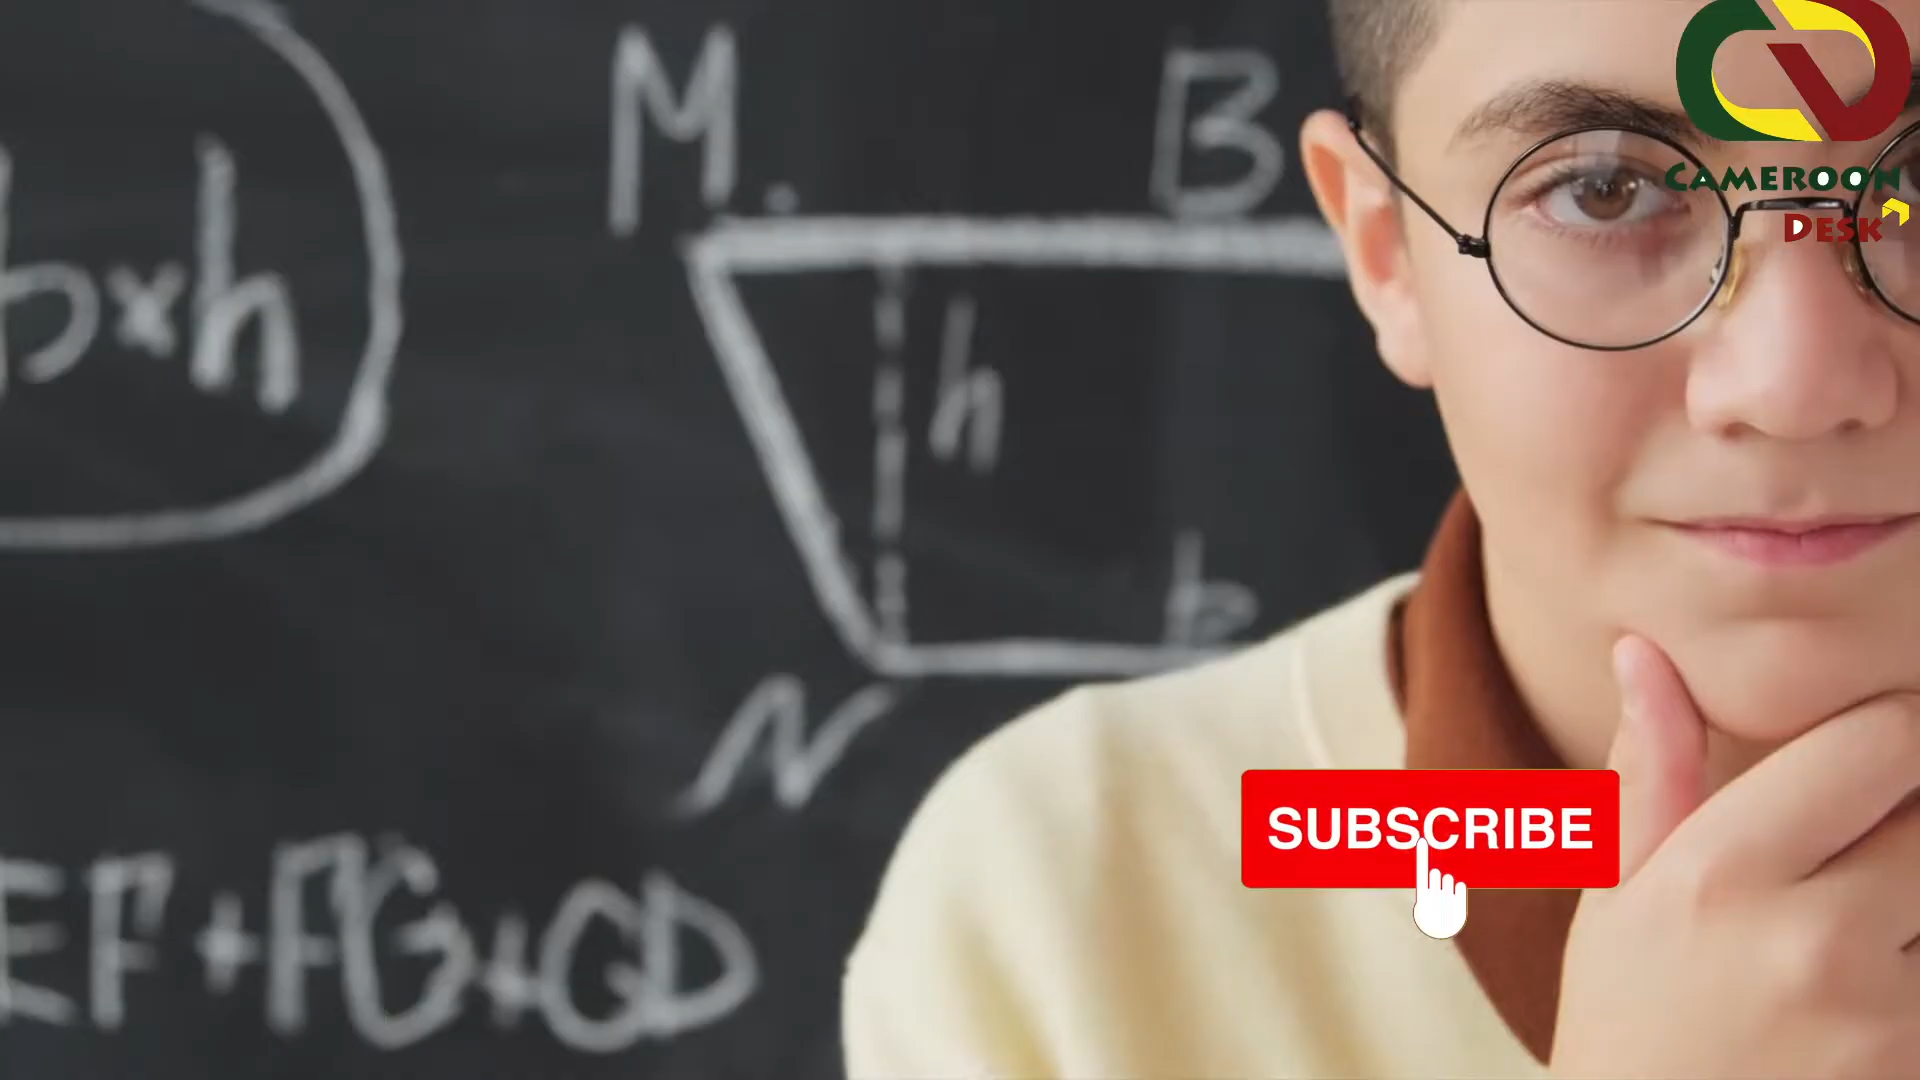 CAMEROON
DESK
M
B
b×h
h
b
N
EF+FG+GD
SUBSCRIBE